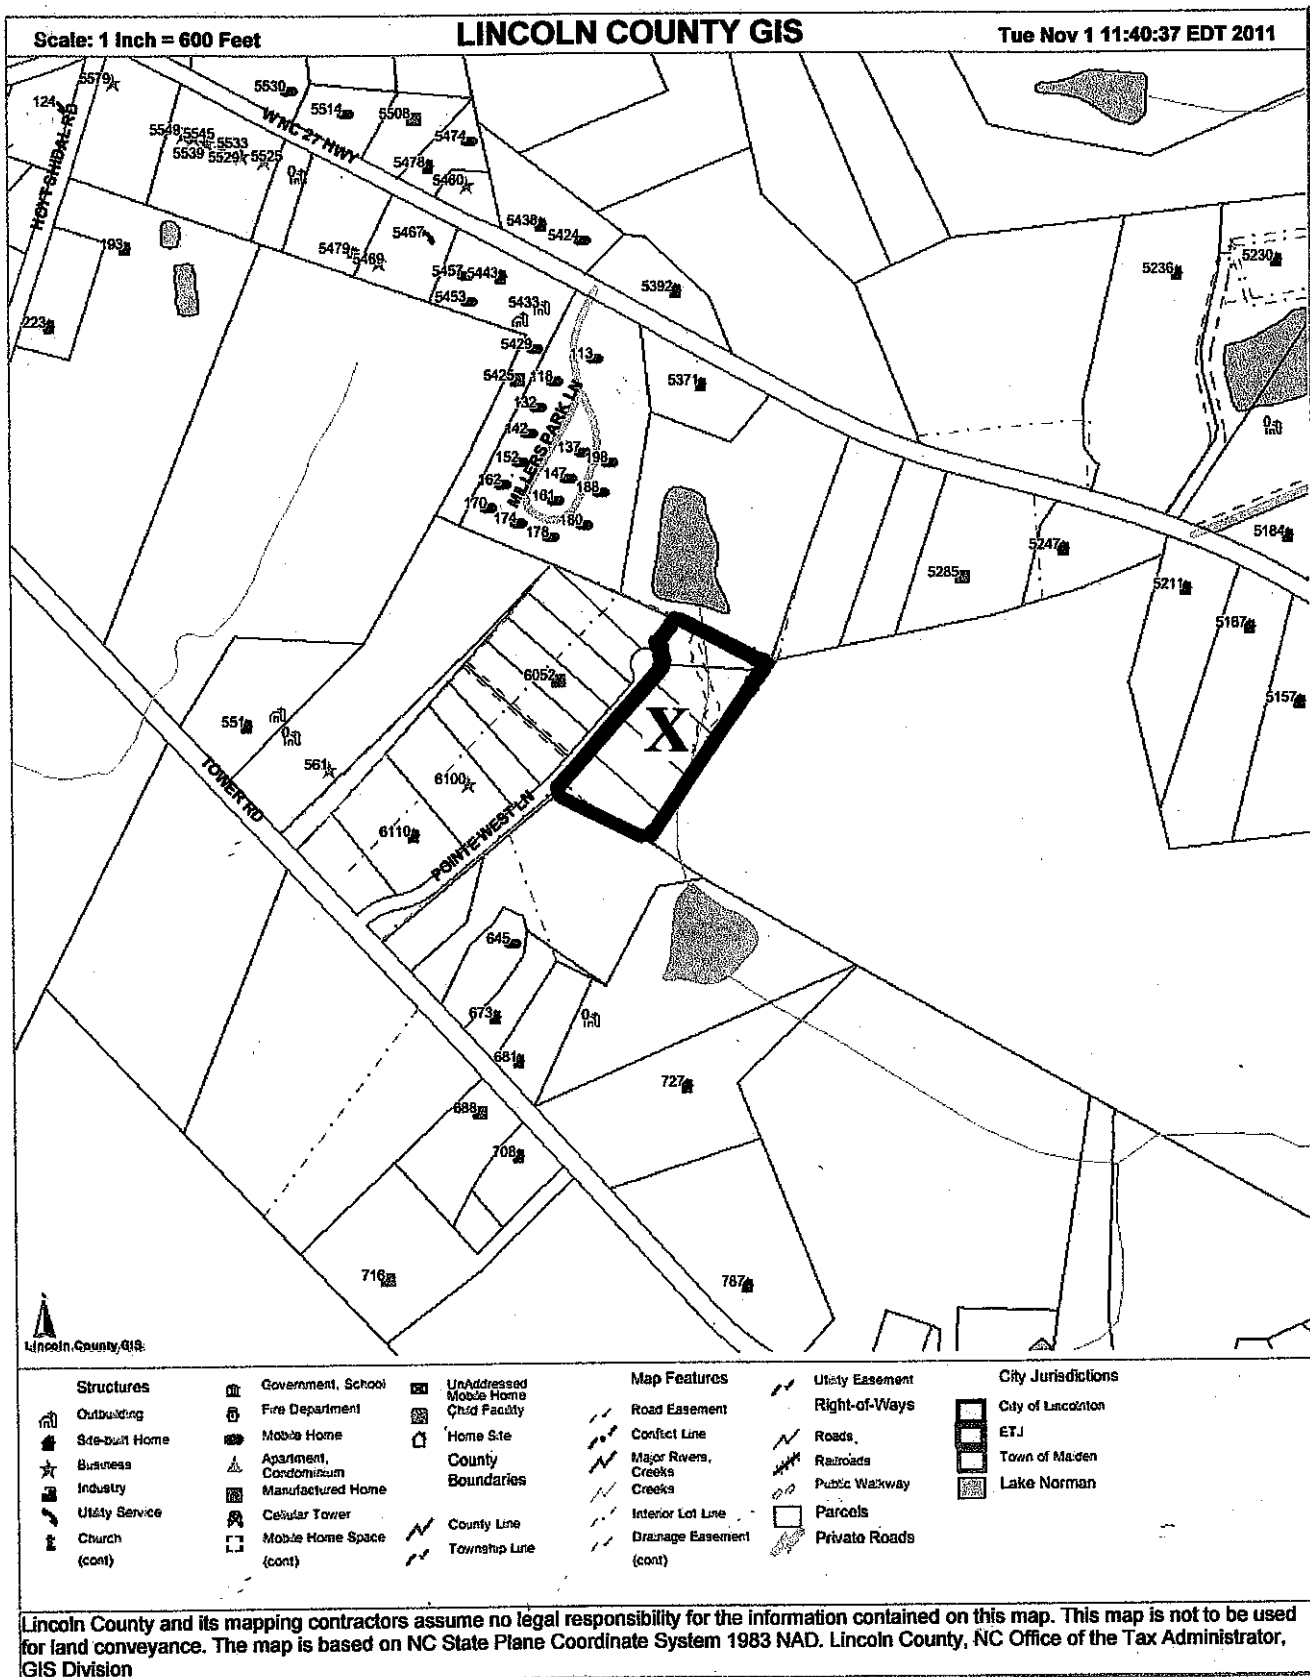 Scale: 1 Inch = 600 Feet
LINCOLN COUNTY GIS
Tue Nov 1 11:40:37 EDT 2011
5579
124
HOYT SHIDAL RD
5548
5545
5539
5533
5529
5525
0
5530
5514
W NC 27 HWY
5508
5474
5478
5460
5438
5424
193
223
5479
5469
5467
5457
5443
5453
5433
5392
5236
5230
5429
113
5425
118
5371
132
142
MILLERS PARK LN
137
198
152
147
162
161
188
170
174
178
180
0
5184
5247
5285
5211
5167
5157
6052
X
551
0
561
TOWER RD
6100
POINTE WEST LN
6110
645
673
0
681
727
688
708
716
787
Lincoln County GIS
Structures
Outbuilding
Site-built Home
Business
Industry
Utility Service
Church
(cont)
Government, School
Fire Department
Mobile Home
Apartment,
Condominium
Manufactured Home
Cellular Tower
Mobile Home Space
(cont)
UnAddressed
Mobile Home
Child Facility
Home Site
County
Boundaries
County Line
Township Line
Map Features
Road Easement
Conflict Line
Major Rivers,
Creeks
Creeks
Interior Lot Line
Drainage Easement
(cont)
Utility Easement
Right-of-Ways
Roads
Railroads
Public Walkway
Parcels
Private Roads
City Jurisdictions
City of Lincolnton
ETJ
Town of Maiden
Lake Norman
Lincoln County and its mapping contractors assume no legal responsibility for the information contained on this map. This map is not to be used
for land conveyance. The map is based on NC State Plane Coordinate System 1983 NAD. Lincoln County, NC Office of the Tax Administrator,
GIS Division